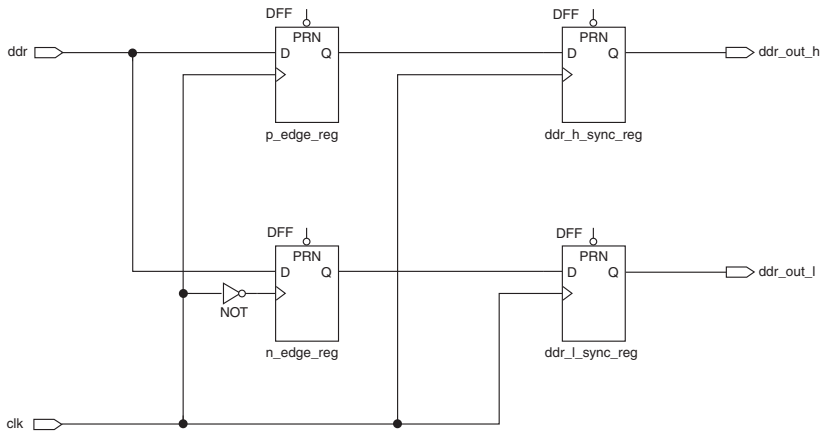 DFF DFF
PRN PRN
ddr D Q D Q ddr_out_h
p_edge_reg ddr_h_sync_reg
DFF DFF
PRN PRN
D Q D Q ddr_out_l
NOT
n_edge_reg ddr_l_sync_reg
clk